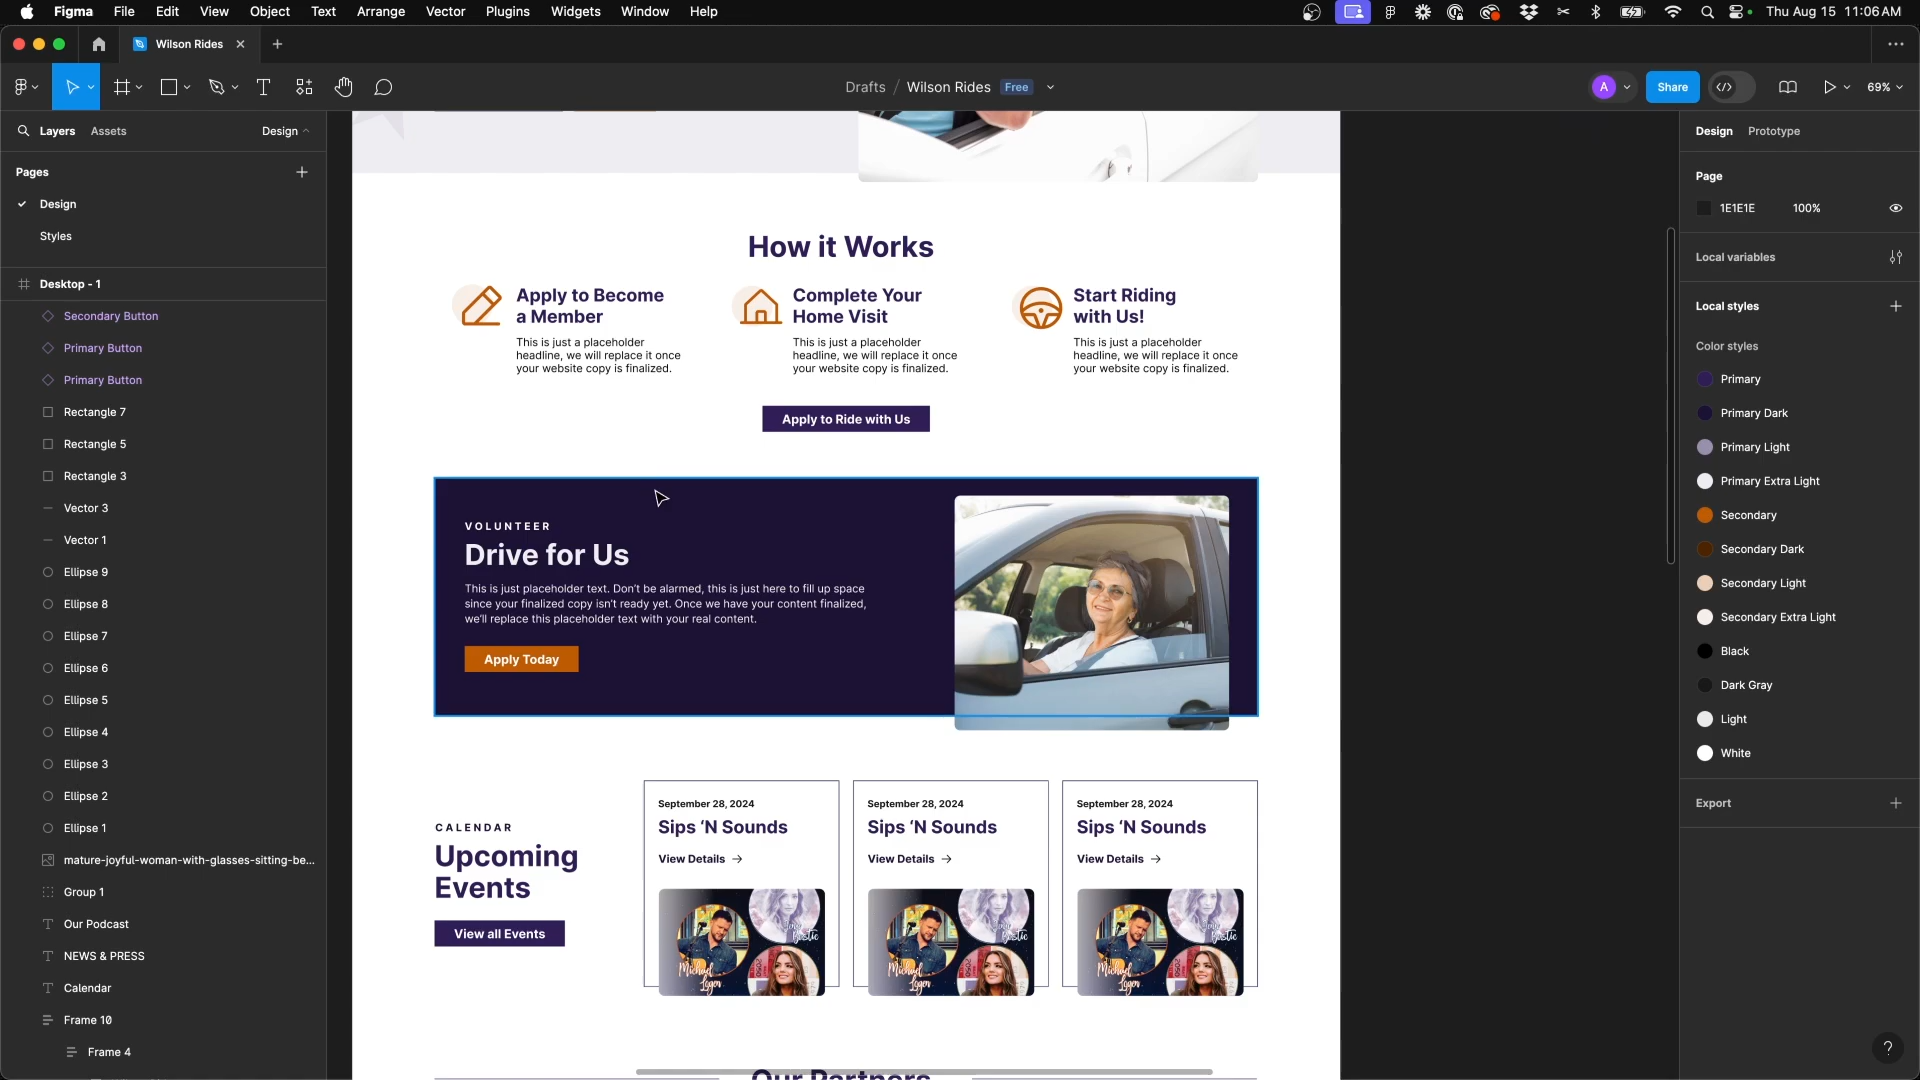 Figma File Edit View Object Text Arrange Vector Plugins Widgets Window Help Thu Aug 15 11:06 AM
Wilson Rides
Drafts / Wilson Rides Free
A
Share
69%
Layers Assets Design
Design Prototype
Pages
Design
Styles
Desktop - 1
Secondary Button
Primary Button
Primary Button
Rectangle 7
Rectangle 5
Rectangle 3
Vector 3
Vector 1
Ellipse 9
Ellipse 8
Ellipse 7
Ellipse 6
Ellipse 5
Ellipse 4
Ellipse 3
Ellipse 2
Ellipse 1
mature-joyful-woman-with-glasses-sitting-be...
Group 1
Our Podcast
NEWS & PRESS
Calendar
Frame 10
Frame 4
How it Works
Apply to Become
a Member
This is just a placeholder
headline, we will replace it once
your website copy is finalized.
Complete Your
Home Visit
This is just a placeholder
headline, we will replace it once
your website copy is finalized.
Start Riding
with Us!
This is just a placeholder
headline, we will replace it once
your website copy is finalized.
Apply to Ride with Us
VOLUNTEER
Drive for Us
This is just placeholder text. Don’t be alarmed, this is just here to fill up space
since your finalized copy isn’t ready yet. Once we have your content finalized,
we’ll replace this placeholder text with your real content.
Apply Today
CALENDAR
Upcoming
Events
View all Events
September 28, 2024
Sips ‘N Sounds
View Details
Michael
Logen
September 28, 2024
Sips ‘N Sounds
View Details
Michael
Logen
September 28, 2024
Sips ‘N Sounds
View Details
Michael
Logen
Our Partners
Page
1E1E1E 100%
Local variables
Local styles
Color styles
Primary
Primary Dark
Primary Light
Primary Extra Light
Secondary
Secondary Dark
Secondary Light
Secondary Extra Light
Black
Dark Gray
Light
White
Export
?